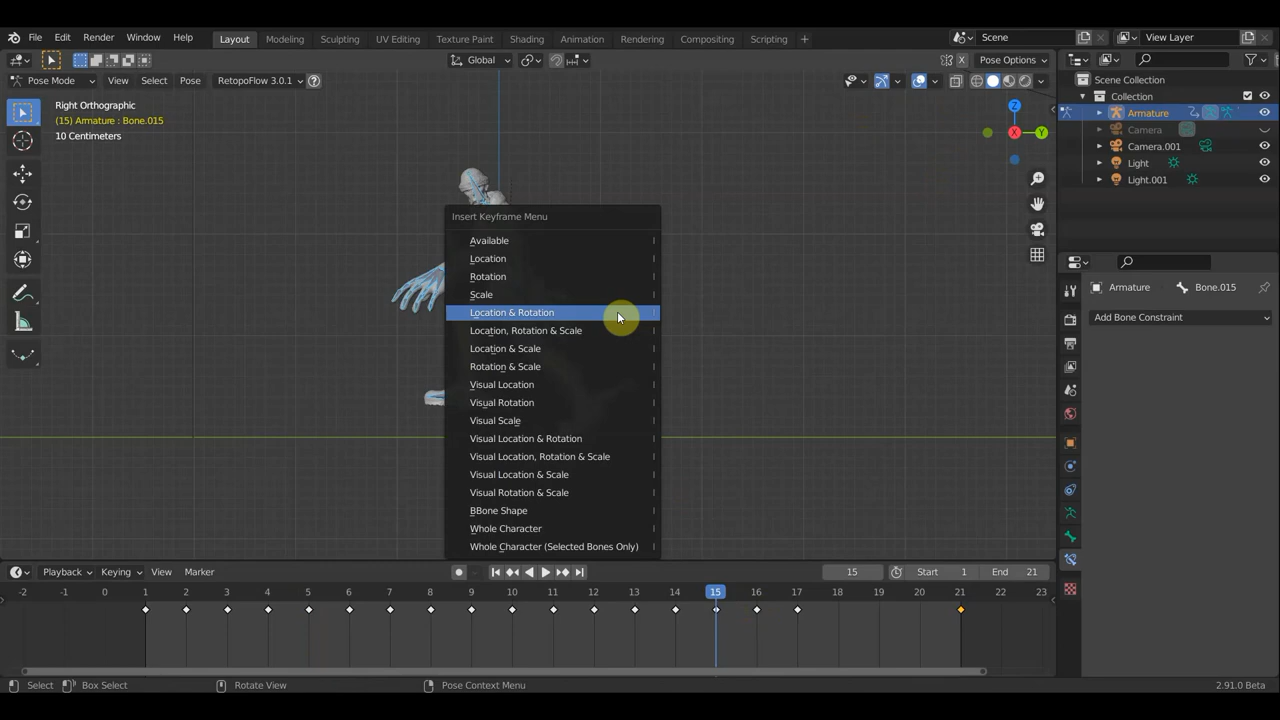 File Edit Render Window Help Layout Modeling Sculpting UV Editing Texture Paint Shading Animation Rendering Compositing Scripting + Scene View Layer
Global Pose Options
Pose Mode View Select Pose RetopoFlow 3.0.1 ?
Right Orthographic
(15) Armature : Bone.015
10 Centimeters
Z
X
Y
Scene Collection
Collection
Armature
Camera
Camera.001
Light
Light.001
Armature Bone.015
Add Bone Constraint
Insert Keyframe Menu
Available I
Location I
Rotation I
Scale I
Location & Rotation I
Location, Rotation & Scale I
Location & Scale I
Rotation & Scale I
Visual Location I
Visual Rotation I
Visual Scale I
Visual Location & Rotation I
Visual Location, Rotation & Scale I
Visual Location & Scale I
Visual Rotation & Scale I
BBone Shape I
Whole Character I
Whole Character (Selected Bones Only) I
Playback Keying View Marker 15 Start 1 End 21
-2 -1 0 1 2 3 4 5 6 7 8 9 10 11 12 13 14 15 16 17 18 19 20 21 22 23
Select Box Select Rotate View Pose Context Menu 2.91.0 Beta